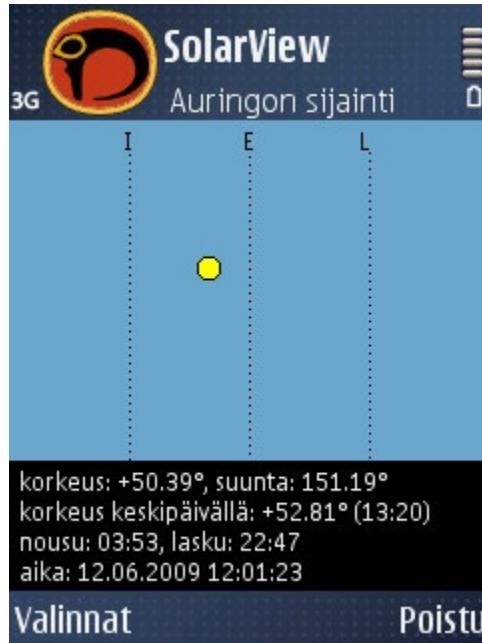 SolarView
3G Auringon sijainti
I E L
korkeus: +50.39°, suunta: 151.19°
korkeus keskipäivällä: +52.81° (13:20)
nousu: 03:53, lasku: 22:47
aika: 12.06.2009 12:01:23
Valinnat Poistu